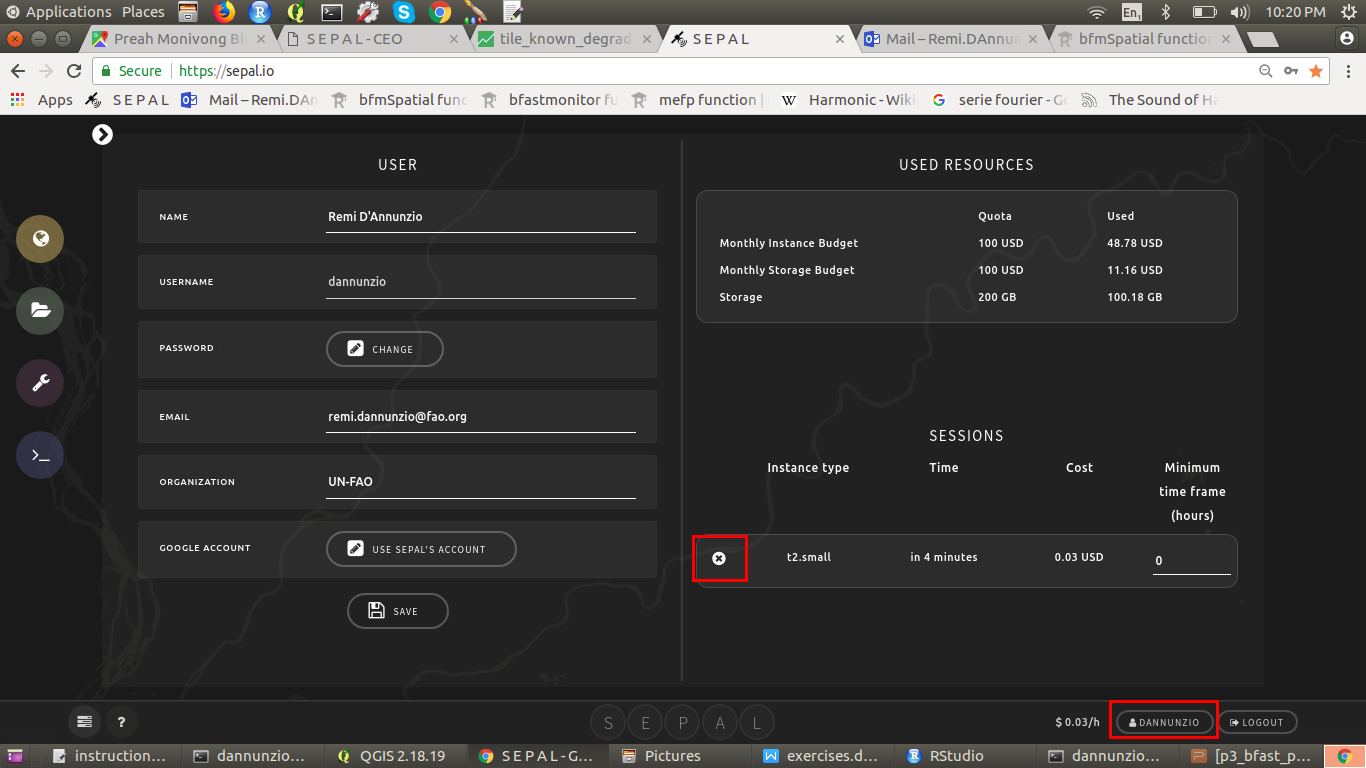 Applications Places En1 10:20 PM
Preah Monivong Bl
S E P A L - CEO
tile_known_degrad
S E P A L
Mail – Remi.DAnnun
bfmSpatial function
Secure https://sepal.io
Apps
S E P A L
Mail – Remi.DAn
bfmSpatial func
bfastmonitor fu
mefp function |
Harmonic - Wiki
serie fourier - Go
The Sound of Ha
USER
NAME Remi D'Annunzio
USERNAME dannunzio
PASSWORD CHANGE
EMAIL remi.dannunzio@fao.org
ORGANIZATION UN-FAO
GOOGLE ACCOUNT USE SEPAL'S ACCOUNT
SAVE
USED RESOURCES
Quota Used
Monthly Instance Budget 100 USD 48.78 USD
Monthly Storage Budget 100 USD 11.16 USD
Storage 200 GB 100.18 GB
SESSIONS
Instance type Time Cost Minimum
time frame
(hours)
t2.small in 4 minutes 0.03 USD 0
? S E P A L $ 0.03/h DANNUNZIO LOGOUT
instruction... dannunzio... QGIS 2.18.19 S E P A L - G... Pictures exercises.d... RStudio dannunzio... [p3_bfast_p...